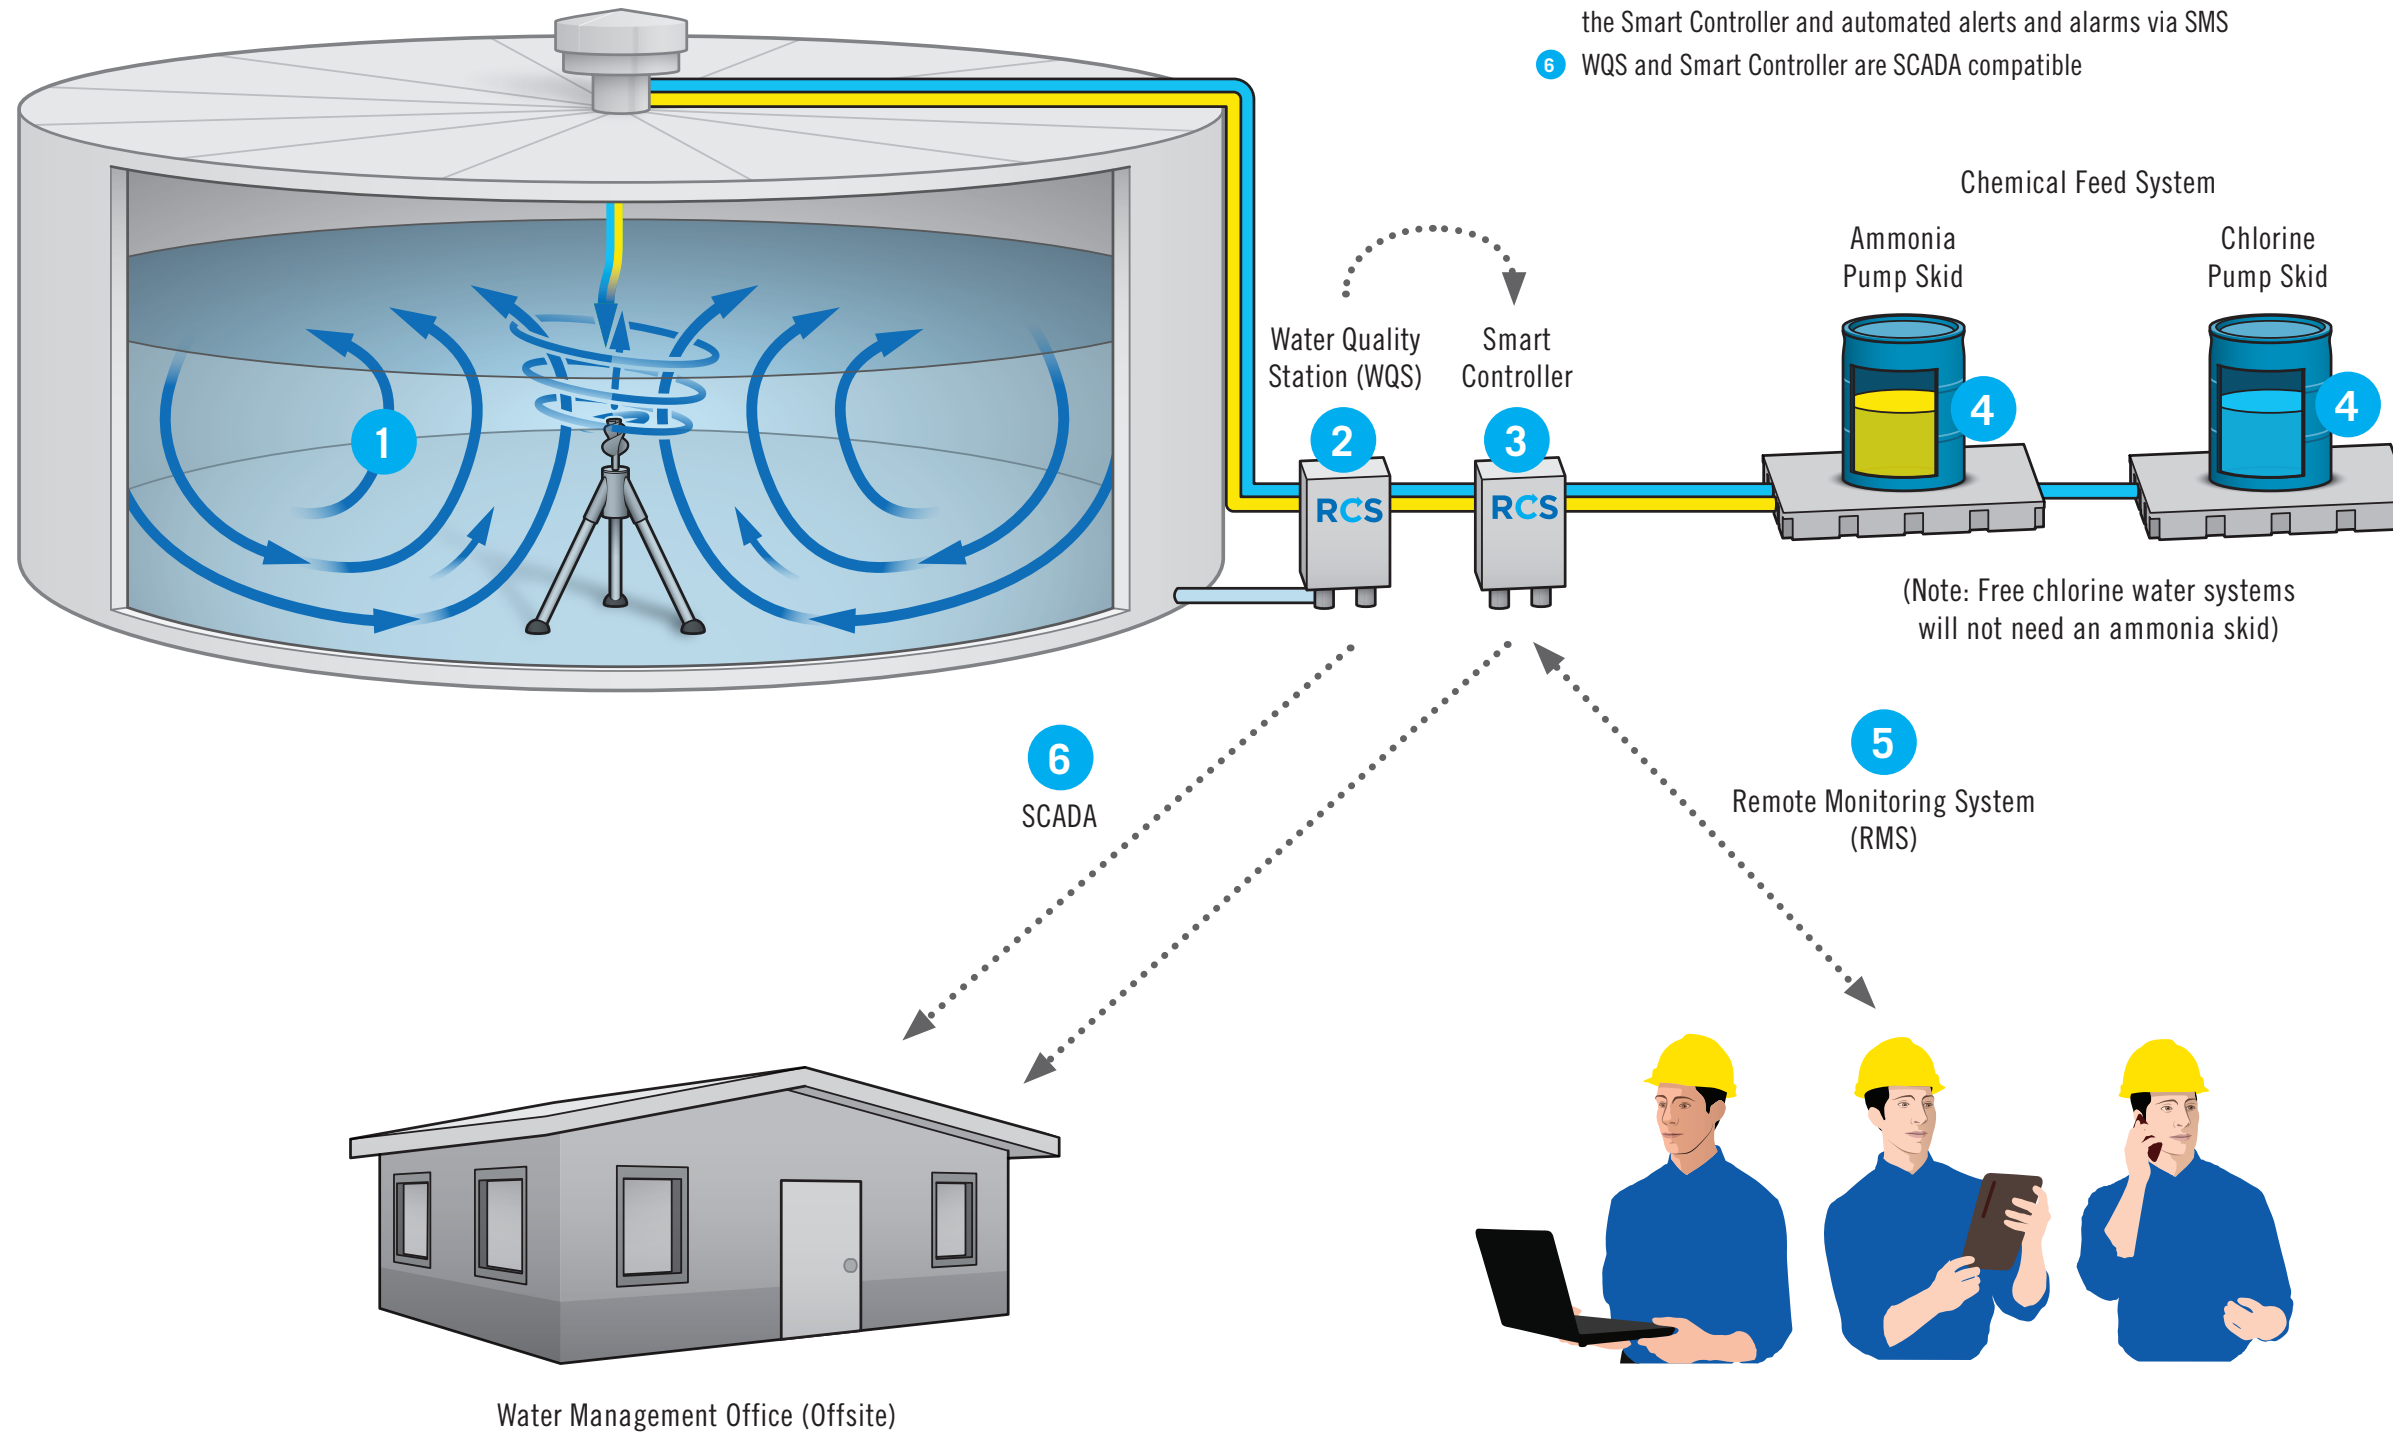 the Smart Controller and automated alerts and alarms via SMS
6 WQS and Smart Controller are SCADA compatible
Chemical Feed System
Ammonia
Pump Skid
Chlorine
Pump Skid
Water Quality
Station (WQS)
Smart
Controller
4
4
1
2
3
RCS
RCS
(Note: Free chlorine water systems
will not need an ammonia skid)
6
SCADA
5
Remote Monitoring System
(RMS)
Water Management Office (Offsite)